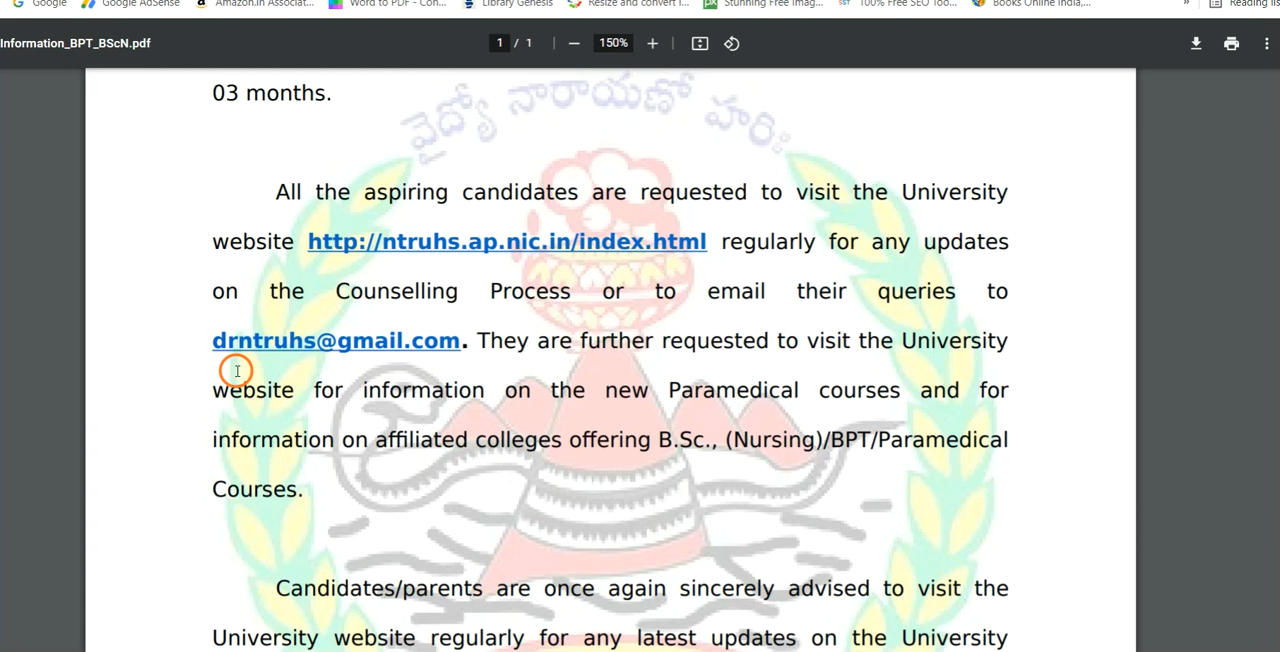 Google
Google AdSense
Amazon.in Associat...
Word to PDF - Con...
Library Genesis
Resize and convert i...
Stunning Free Imag...
100% Free SEO Too...
Books Online India,...
»
Reading lis
Information_BPT_BScN.pdf
1 / 1
150%
03 months.
వైద్యో నారాయణో హరిః
All the aspiring candidates are requested to visit the University
website http://ntruhs.ap.nic.in/index.html regularly for any updates
on the Counselling Process or to email their queries to
drntruhs@gmail.com. They are further requested to visit the University
website for information on the new Paramedical courses and for
information on affiliated colleges offering B.Sc., (Nursing)/BPT/Paramedical
Courses.
Candidates/parents are once again sincerely advised to visit the
University website regularly for any latest updates on the University